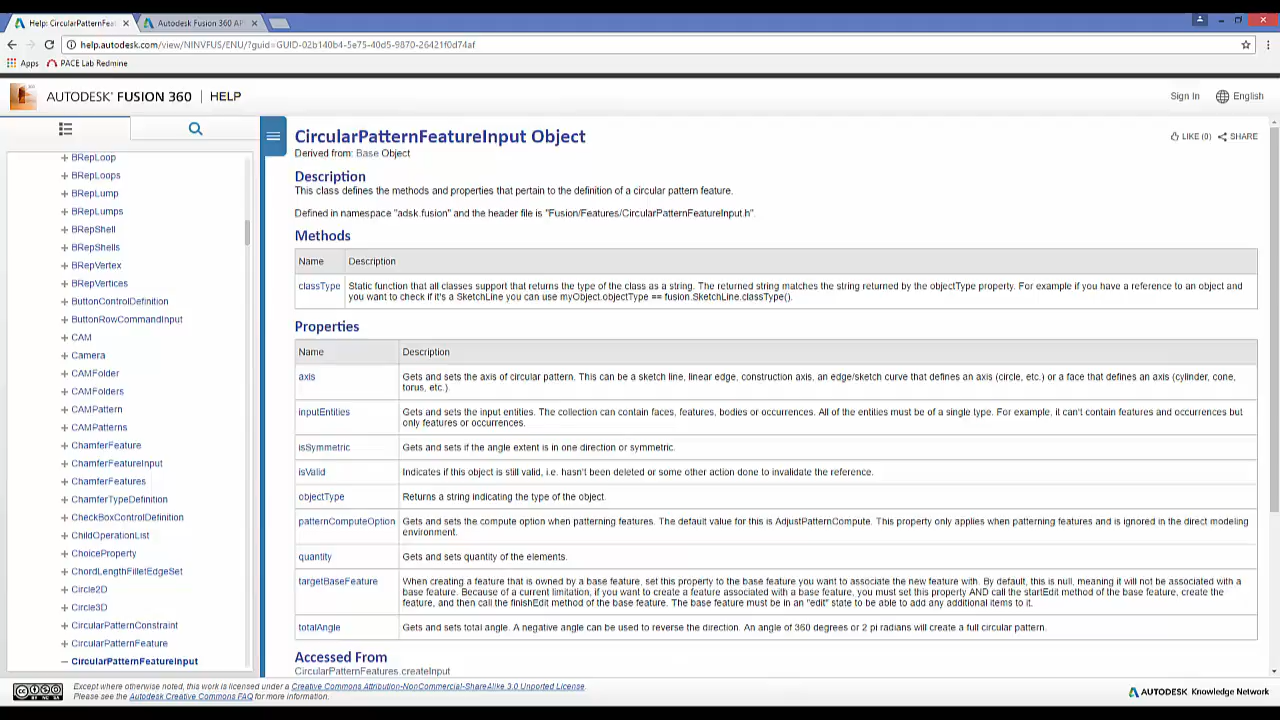 Help: CircularPatternFea
Autodesk Fusion 360 AP
help.autodesk.com/view/NINVFUS/ENU/?guid=GUID-02b140b4-5e75-40d5-9870-26421f0d74af
Apps PACE Lab Redmine
AUTODESK® FUSION 360 | HELP
Sign In English
BRepLoop
BRepLoops
BRepLump
BRepLumps
BRepShell
BRepShells
BRepVertex
BRepVertices
ButtonControlDefinition
ButtonRowCommandInput
CAM
Camera
CAMFolder
CAMFolders
CAMPattern
CAMPatterns
ChamferFeature
ChamferFeatureInput
ChamferFeatures
ChamferTypeDefinition
CheckBoxControlDefinition
ChildOperationList
ChoiceProperty
ChordLengthFilletEdgeSet
Circle2D
Circle3D
CircularPatternConstraint
CircularPatternFeature
CircularPatternFeatureInput
CircularPatternFeatureInput Object
LIKE (0) SHARE
Derived from: Base Object
Description
This class defines the methods and properties that pertain to the definition of a circular pattern feature.
Defined in namespace "adsk.fusion" and the header file is "Fusion/Features/CircularPatternFeatureInput.h".
Methods
Name Description
classType Static function that all classes support that returns the type of the class as a string. The returned string matches the string returned by the objectType property. For example if you have a reference to an object and
you want to check if it's a SketchLine you can use myObject.objectType == fusion.SketchLine.classType().
Properties
Name Description
axis Gets and sets the axis of circular pattern. This can be a sketch line, linear edge, construction axis, an edge/sketch curve that defines an axis (circle, etc.) or a face that defines an axis (cylinder, cone,
torus, etc.).
inputEntities Gets and sets the input entities. The collection can contain faces, features, bodies or occurrences. All of the entities must be of a single type. For example, it can't contain features and occurrences but
only features or occurrences.
isSymmetric Gets and sets if the angle extent is in one direction or symmetric.
isValid Indicates if this object is still valid, i.e. hasn't been deleted or some other action done to invalidate the reference.
objectType Returns a string indicating the type of the object.
patternComputeOption Gets and sets the compute option when patterning features. The default value for this is AdjustPatternCompute. This property only applies when patterning features and is ignored in the direct modeling
environment.
quantity Gets and sets quantity of the elements.
targetBaseFeature When creating a feature that is owned by a base feature, set this property to the base feature you want to associate the new feature with. By default, this is null, meaning it will not be associated with a
base feature. Because of a current limitation, if you want to create a feature associated with a base feature, you must set this property AND call the startEdit method of the base feature, create the
feature, and then call the finishEdit method of the base feature. The base feature must be in an "edit" state to be able to add any additional items to it.
totalAngle Gets and sets total angle. A negative angle can be used to reverse the direction. An angle of 360 degrees or 2 pi radians will create a full circular pattern.
Accessed From
CircularPatternFeatures.createInput
Except where otherwise noted, this work is licensed under a Creative Commons Attribution-NonCommercial-ShareAlike 3.0 Unported License.
Please see the Autodesk Creative Commons FAQ for more information.
AUTODESK Knowledge Network